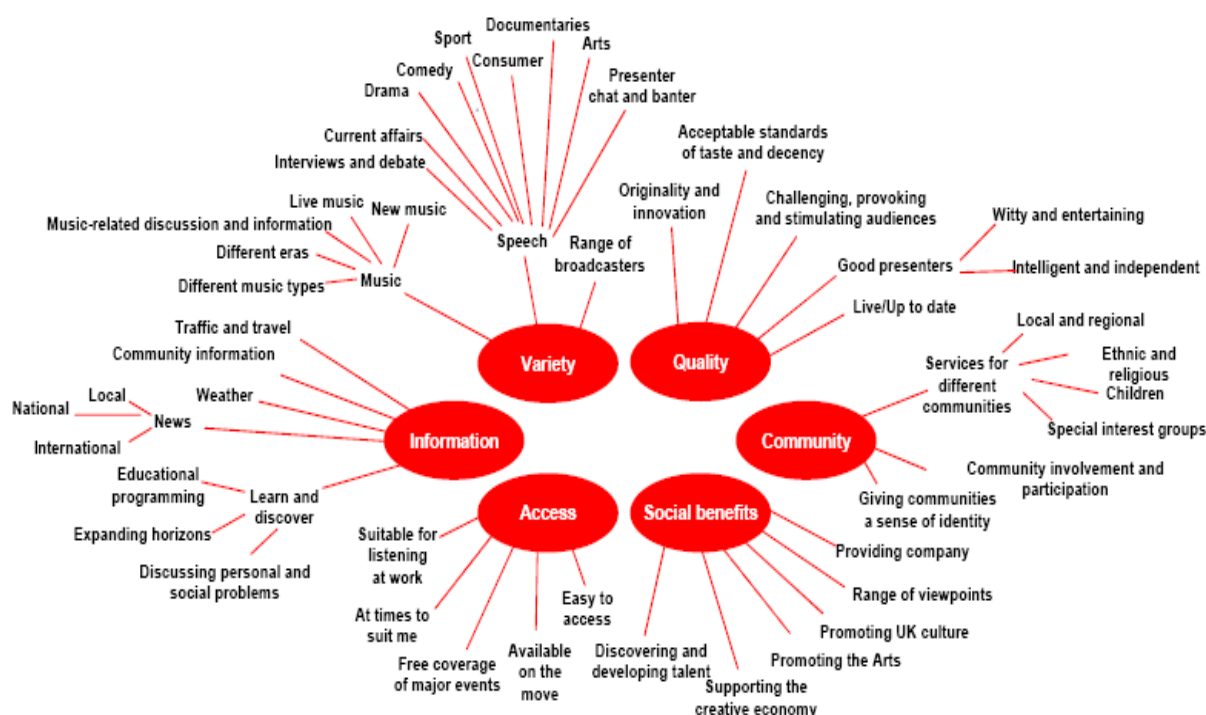 Documentaries
Sport
Arts
Consumer
Comedy
Presenter
chat and banter
Drama
Current affairs
Interviews and debate
Speech
Range of
broadcasters
Live music
New music
Music-related discussion and information
Different eras
Different music types
Music
Variety
Acceptable standards
of taste and decency
Originality and
innovation
Challenging, provoking
and stimulating audiences
Witty and entertaining
Good presenters
Intelligent and independent
Live/Up to date
Quality
Traffic and travel
Community information
Weather
Local
National
News
International
Information
Educational
programming
Learn and
discover
Expanding horizons
Discussing personal and
social problems
Local and regional
Services for
different
communities
Ethnic and
religious
Children
Special interest groups
Community
Community involvement and
participation
Giving communities
a sense of identity
Access
Suitable for
listening
at work
At times to
suit me
Free coverage
of major events
Available
on the
move
Easy to
access
Social benefits
Providing company
Range of viewpoints
Promoting UK culture
Promoting the Arts
Supporting the
creative economy
Discovering and
developing talent